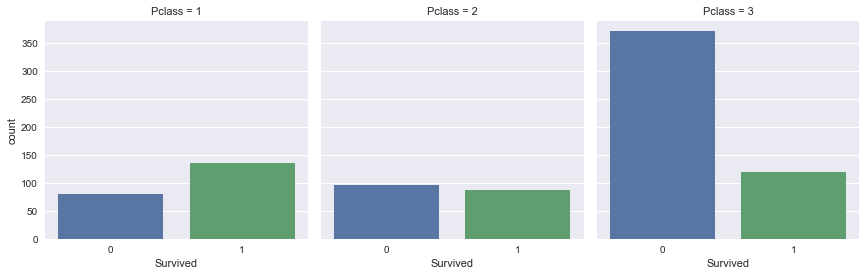 Pclass = 1
Pclass = 2
Pclass = 3
count
350
300
250
200
150
100
50
0
0
1
0
1
0
1
Survived
Survived
Survived